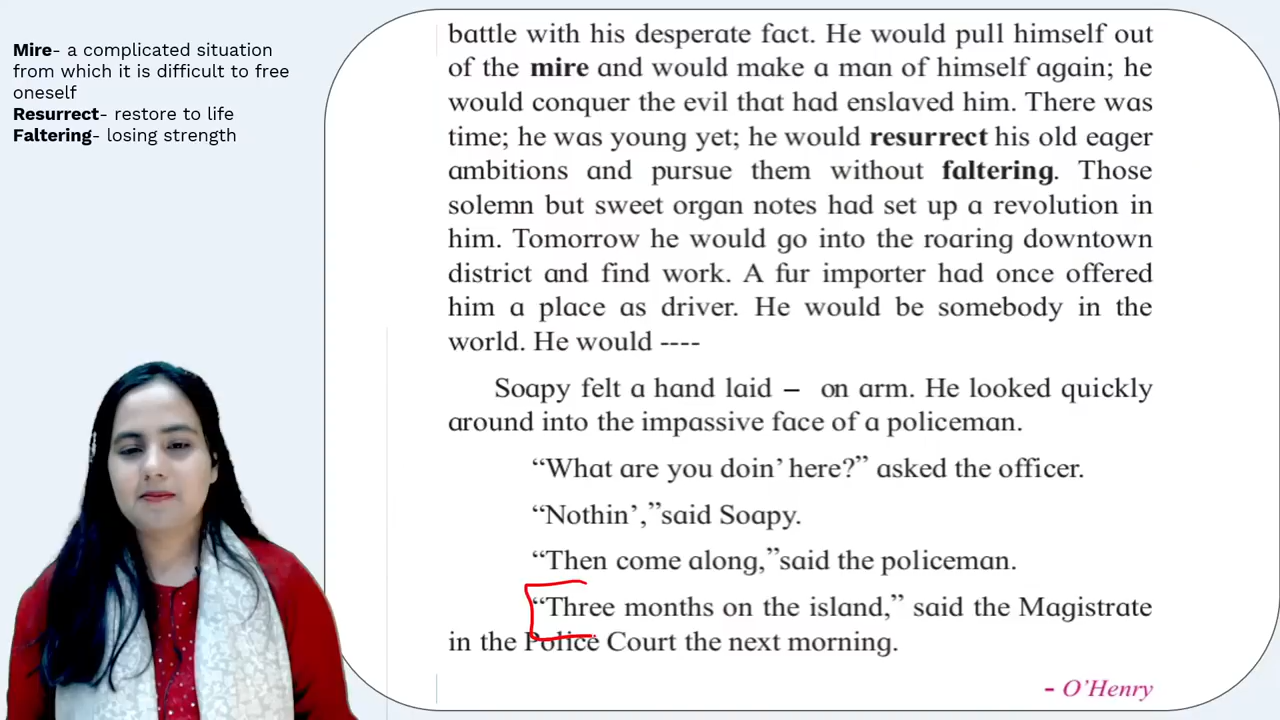 Mire- a complicated situation
from which it is difficult to free
oneself
Resurrect- restore to life
Faltering- losing strength
battle with his desperate fact. He would pull himself out
of the mire and would make a man of himself again; he
would conquer the evil that had enslaved him. There was
time; he was young yet; he would resurrect his old eager
ambitions and pursue them without faltering. Those
solemn but sweet organ notes had set up a revolution in
him. Tomorrow he would go into the roaring downtown
district and find work. A fur importer had once offered
him a place as driver. He would be somebody in the
world. He would ----
Soapy felt a hand laid – on arm. He looked quickly
around into the impassive face of a policeman.
“What are you doin’ here?” asked the officer.
“Nothin’,”said Soapy.
“Then come along,”said the policeman.
“Three months on the island,” said the Magistrate
in the Police Court the next morning.
- O’Henry